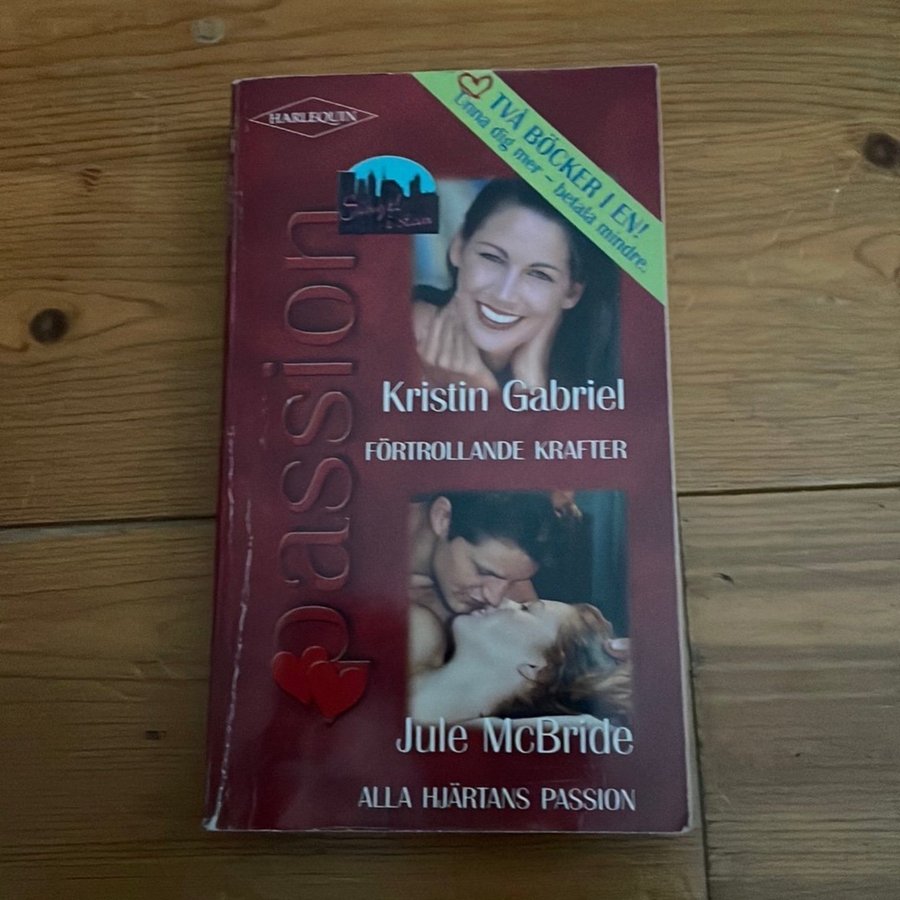 HARLEQUIN
TVÅ BÖCKER I EN!
Unna dig mer – betala mindre.
passion
Kristin Gabriel
FÖRTROLLANDE KRAFTER
Jule McBride
ALLA HJÄRTANS PASSION